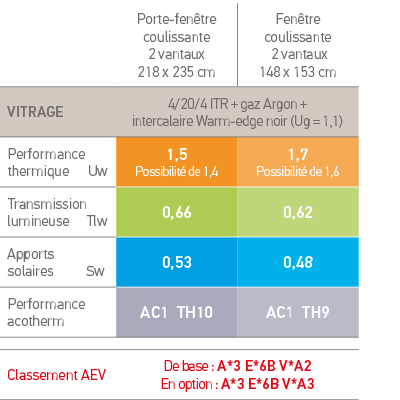 Porte-fenêtre
coulissante
2 vantaux
218 x 235 cm
Fenêtre
coulissante
2 vantaux
148 x 153 cm
VITRAGE
4/20/4 ITR + gaz Argon +
intercalaire Warm-edge noir (Ug = 1,1)
Performance
thermique Uw
1,5
Possibilité de 1,4
1,7
Possibilité de 1,6
Transmission
lumineuse Tlw
0,66
0,62
Apports
solaires Sw
0,53
0,48
Performance
acotherm
AC1 TH10
AC1 TH9
Classement AEV
De base : A*3 E*6B V*A2
En option : A*3 E*6B V*A3